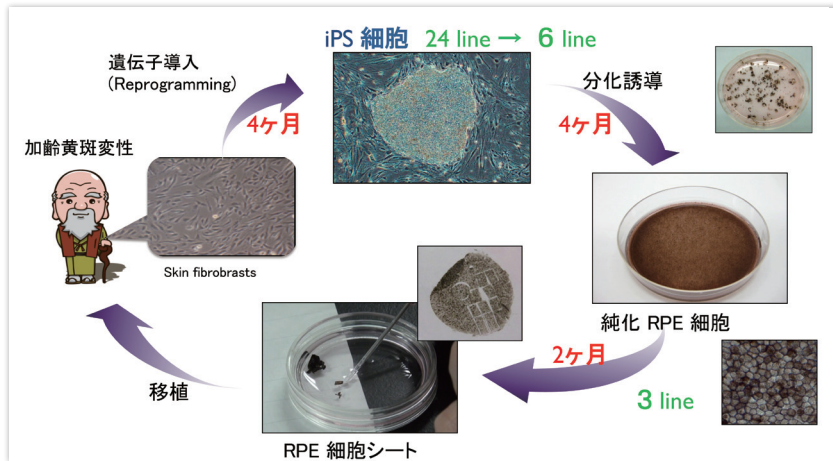 iPS 細胞 24 line → 6 line
遺伝子導入
(Reprogramming)
4ヶ月
分化誘導
4ヶ月
加齢黄斑変性
Skin fibrobrasts
純化 RPE 細胞
2ヶ月
3 line
移植
RPE 細胞シート